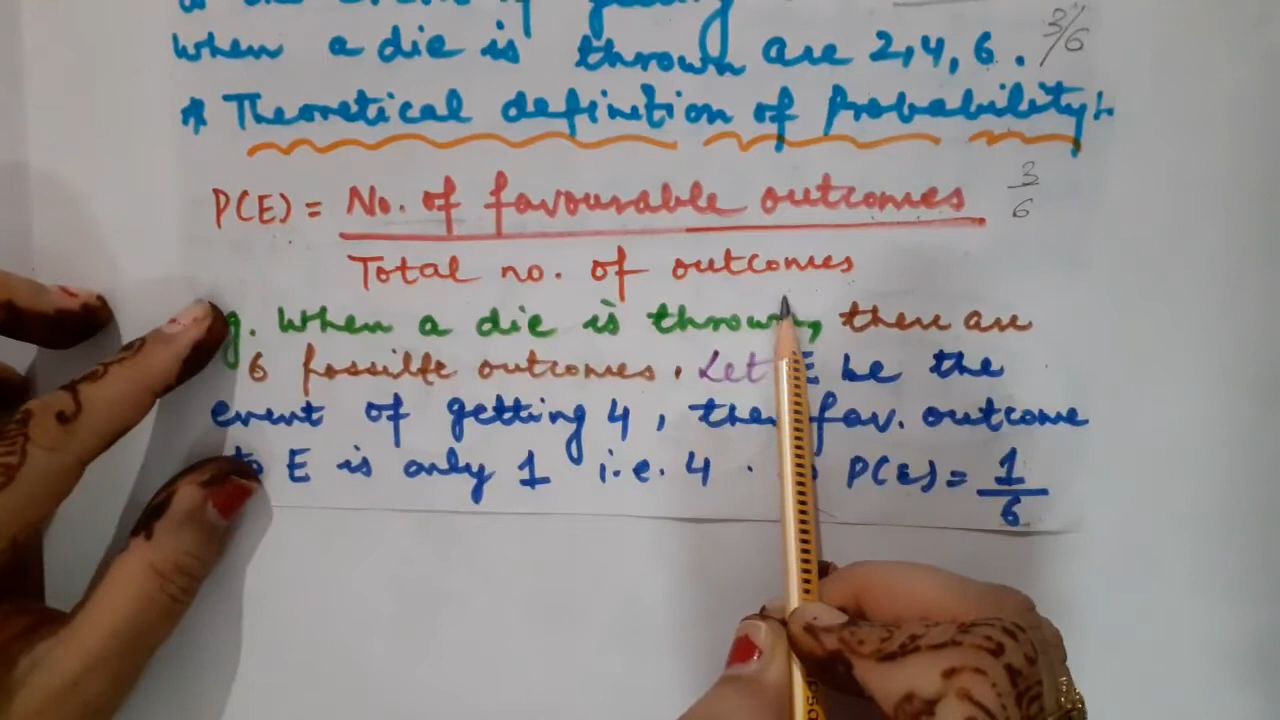 getting
when a die is thrown are 2, 4, 6. 3/6
* Theoretical definition of Probability:-
P(E) = No. of favourable outcomes 3/6
Total no. of outcomes
g. When a die is thrown, there are
6 possible outcomes. Let E be the
event of getting 4, then fav. outcome
to E is only 1 i.e. 4. P(E) = 1/6